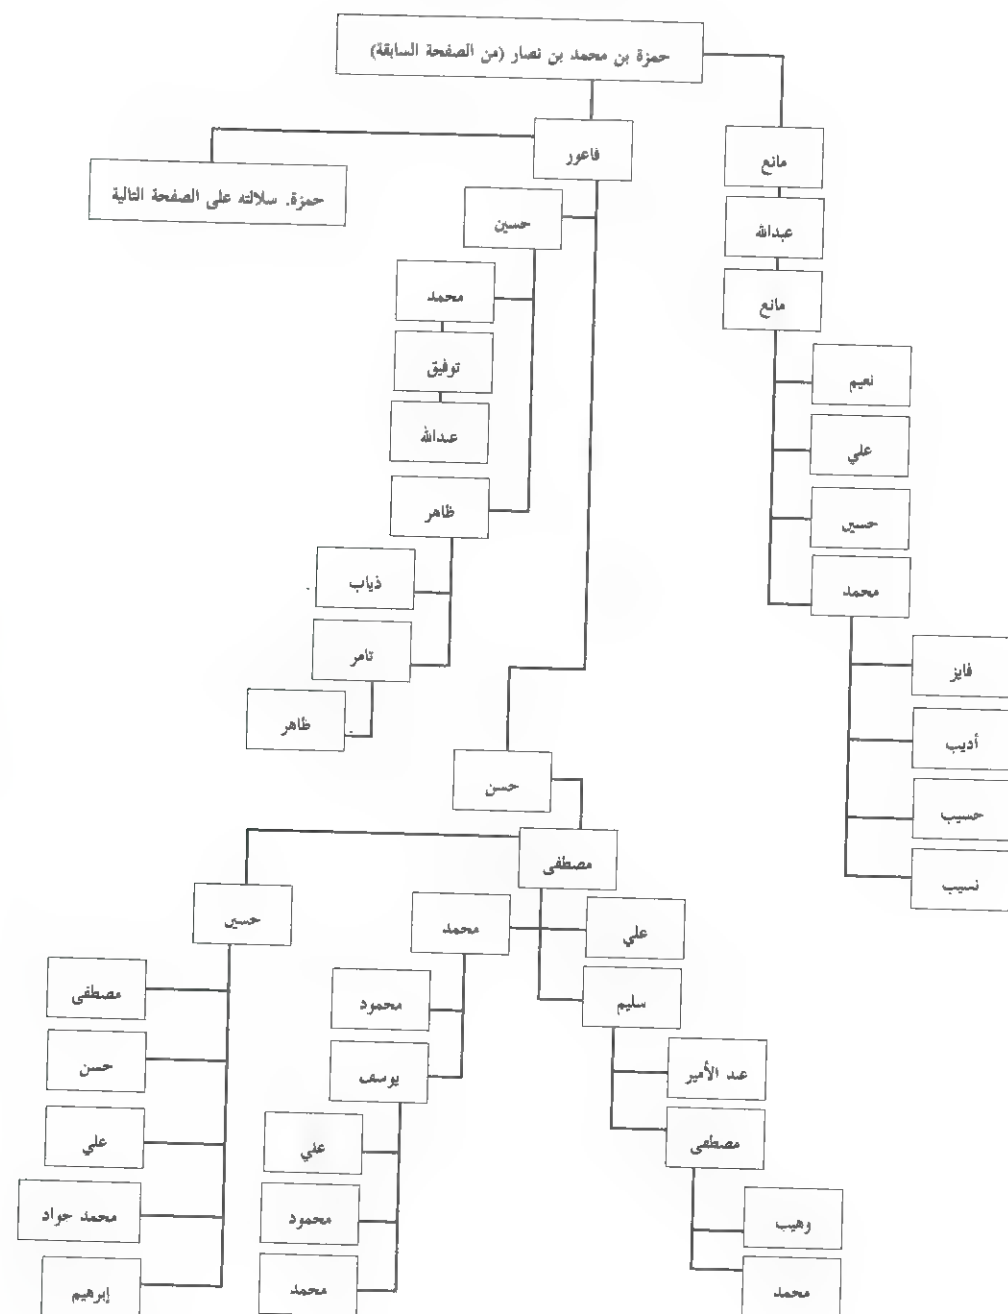 حمزة بن محمد بن نصار (من الصفحة السابقة)
مانع
عبدالله
مانع
نعيم
علي
حسين
محمد
فايز
أديب
حسيب
نسيب
فاعور
حمزة. سلالته على الصفحة التالية
حسين
محمد
توفيق
عبدالله
ظاهر
ذياب
تامر
ظاهر
حسن
مصطفى
علي
سليم
عبد الأمير
مصطفى
وهيب
محمد
محمد
محمود
يوسف
علي
محمود
محمد
حسين
مصطفى
حسن
علي
محمد جواد
إبرهيم